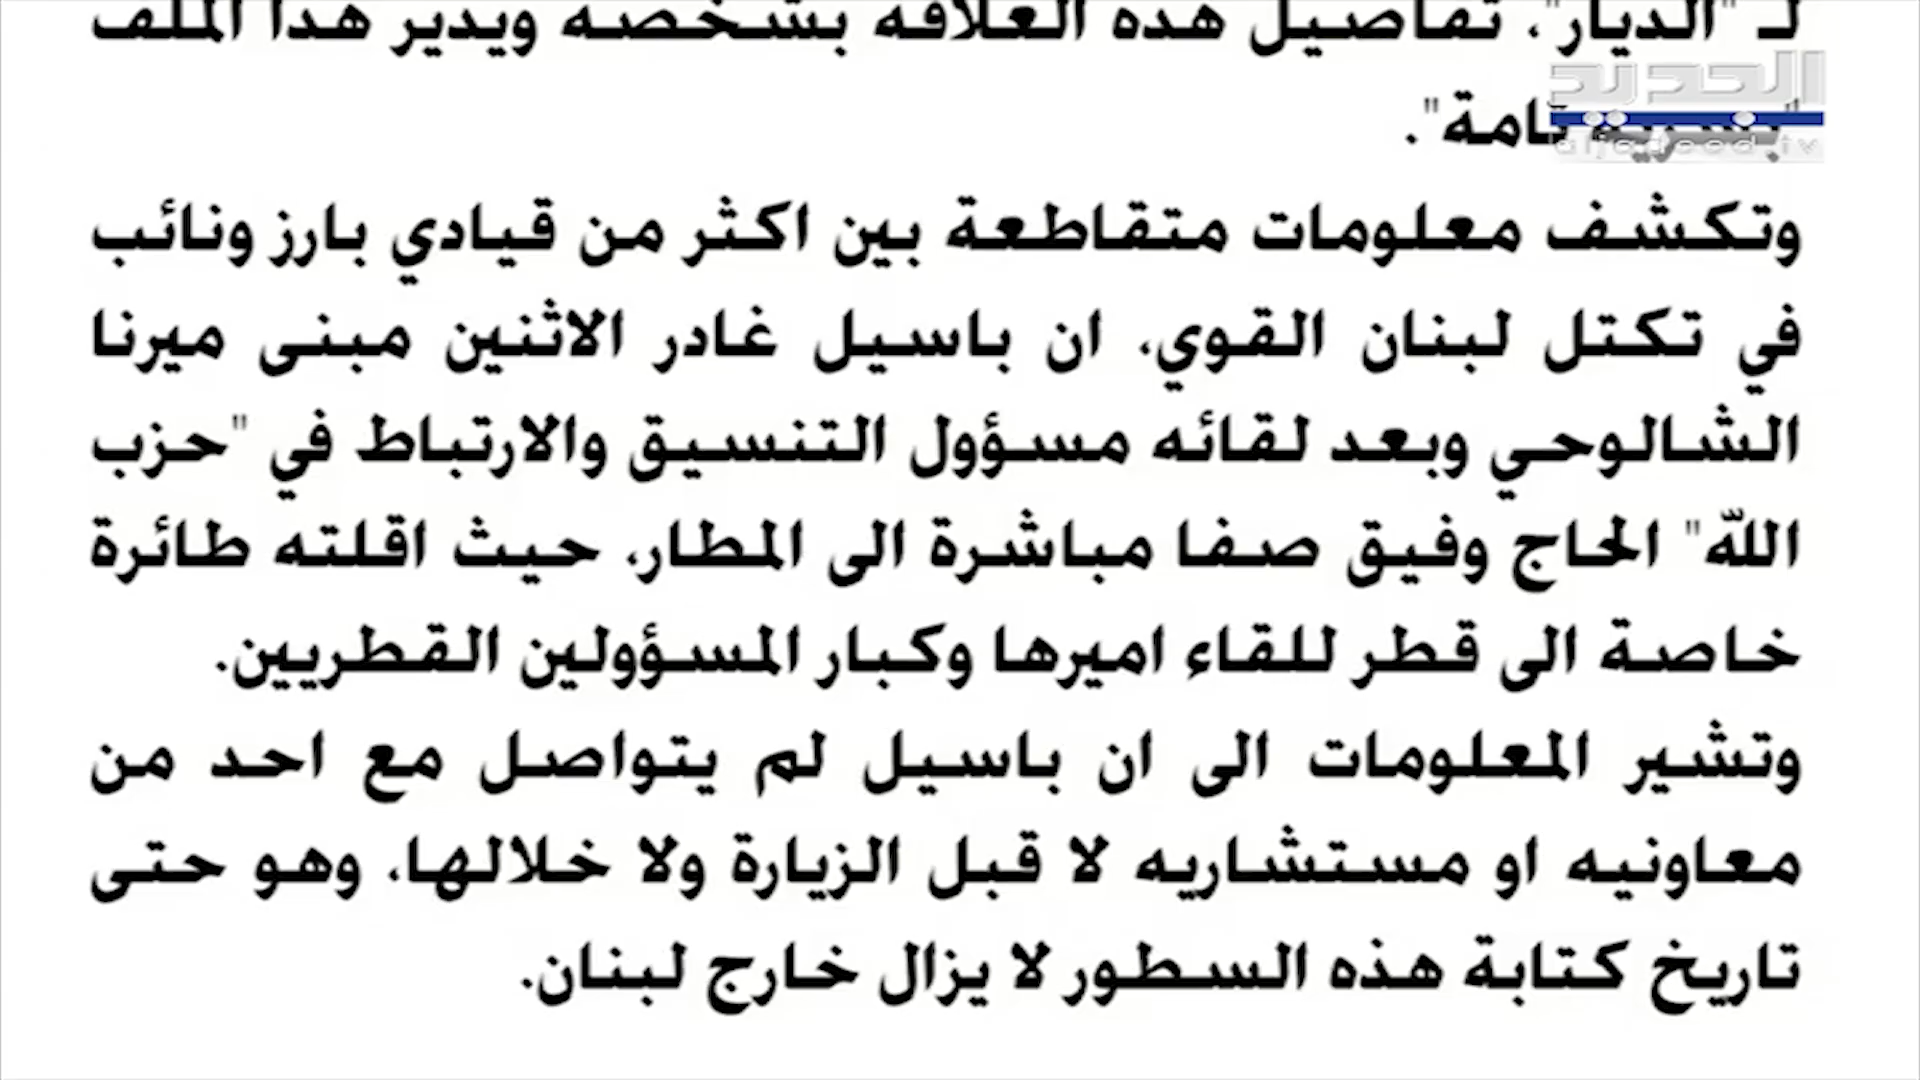 لـ "الديار"، تفاصيل هذه العلاقة بشخصه ويدير هذا الملف
الجديد
"بسرية تامة".
aljadeed.tv
وتكشف معلومات متقاطعة بين اكثر من قيادي بارز ونائب
في تكتل لبنان القوي، ان باسيل غادر الاثنين مبنى ميرنا
الشالوحي وبعد لقائه مسؤول التنسيق والارتباط في "حزب
الله" الحاج وفيق صفا مباشرة الى المطار، حيث اقلته طائرة
خاصة الى قطر للقاء اميرها وكبار المسؤولين القطريين.
وتشير المعلومات الى ان باسيل لم يتواصل مع احد من
معاونيه او مستشاريه لا قبل الزيارة ولا خلالها، وهو حتى
تاريخ كتابة هذه السطور لا يزال خارج لبنان.